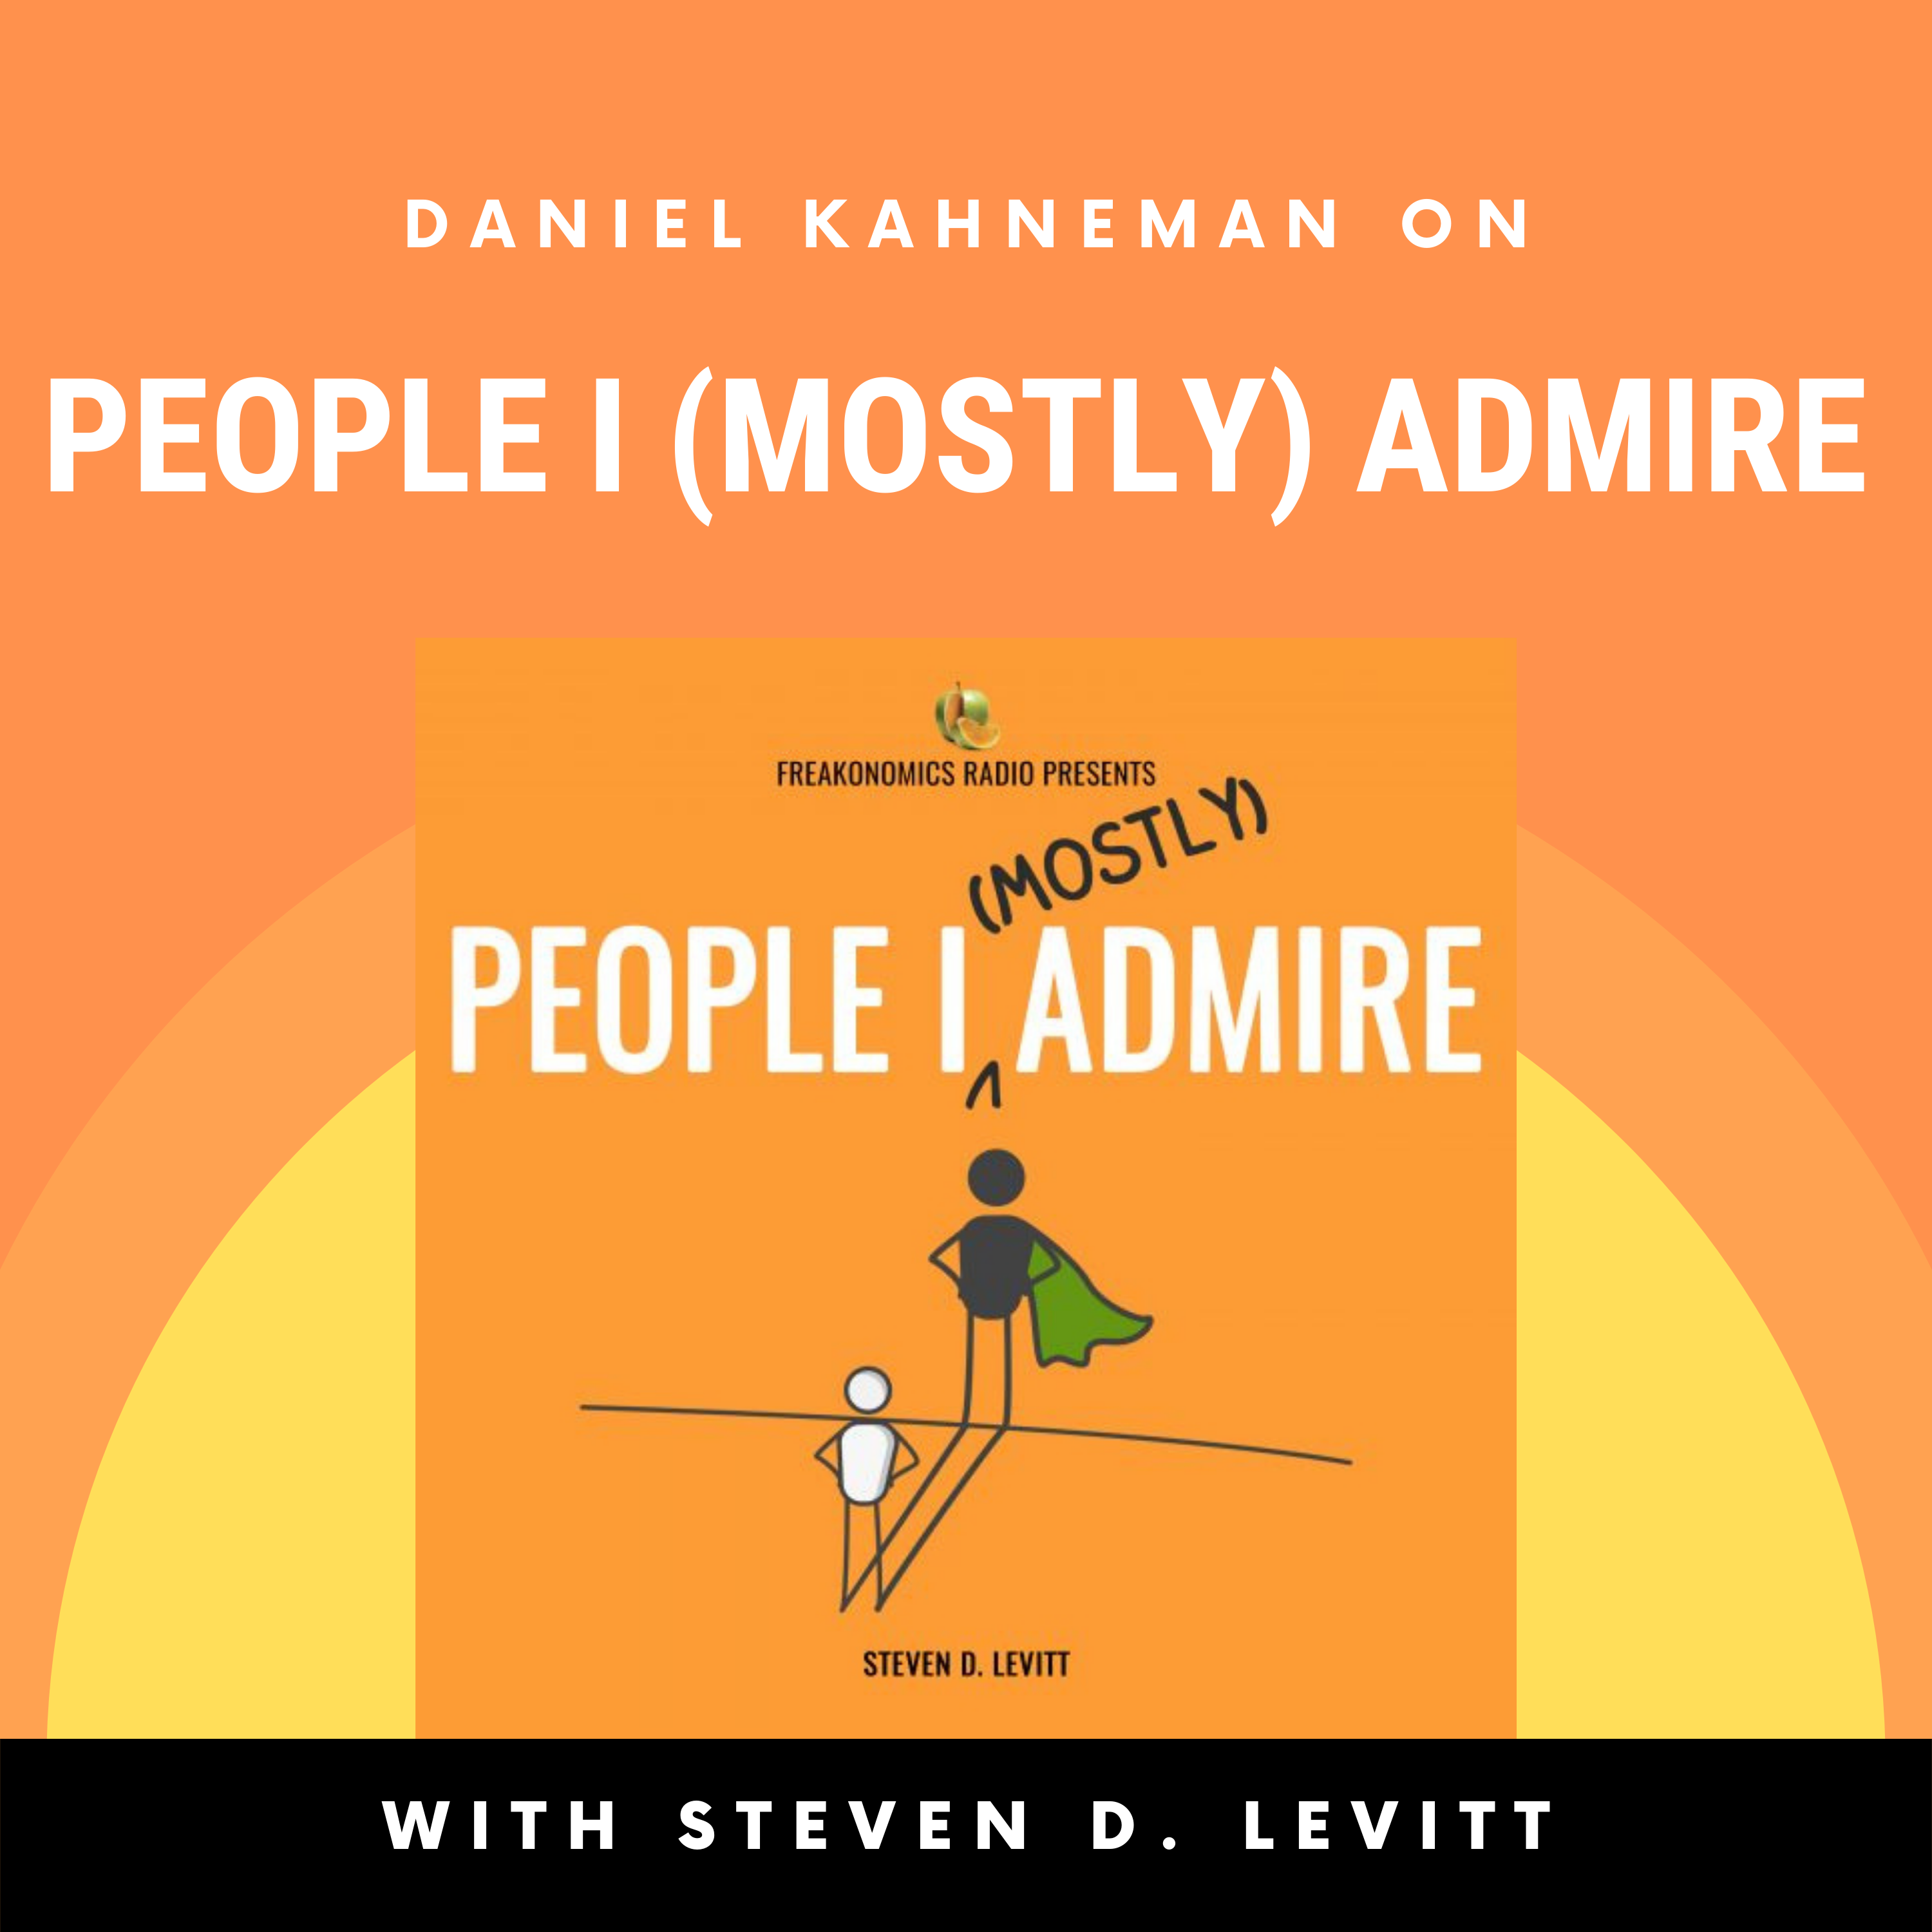 DANIEL KAHNEMAN ON
PEOPLE I (MOSTLY) ADMIRE
FREAKONOMICS RADIO PRESENTS
(MOSTLY)
PEOPLE I ADMIRE
STEVEN D. LEVITT
WITH STEVEN D. LEVITT